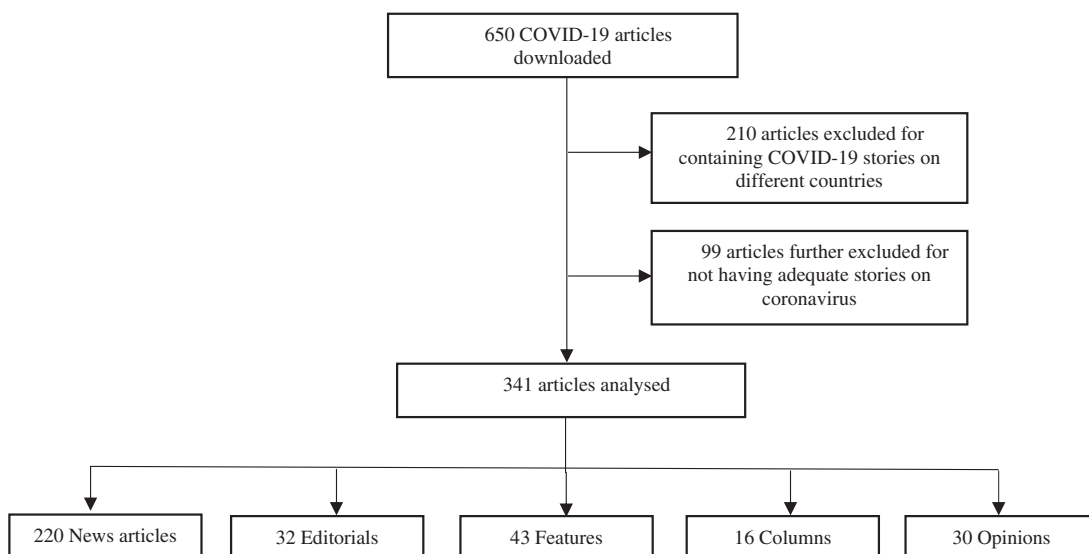 650 COVID-19 articles
downloaded
210 articles excluded for
containing COVID-19 stories on
different countries
99 articles further excluded for
not having adequate stories on
coronavirus
341 articles analysed
220 News articles
32 Editorials
43 Features
16 Columns
30 Opinions